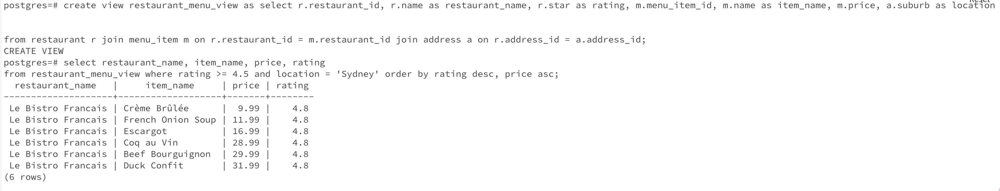 Reset
postgres=# create view restaurant_menu_view as select r.restaurant_id, r.name as restaurant_name, r.star as rating, m.menu_item_id, m.name as item_name, m.price, a.suburb as location
from restaurant r join menu_item m on r.restaurant_id = m.restaurant_id join address a on r.address_id = a.address_id;
CREATE VIEW
postgres=# select restaurant_name, item_name, price, rating
from restaurant_menu_view where rating >= 4.5 and location = 'Sydney' order by rating desc, price asc;
  restaurant_name   |     item_name     | price | rating
--------------------+-------------------+-------+--------
 Le Bistro Francais | Crème Brûlée      |  9.99 |    4.8
 Le Bistro Francais | French Onion Soup | 11.99 |    4.8
 Le Bistro Francais | Escargot          | 16.99 |    4.8
 Le Bistro Francais | Coq au Vin        | 28.99 |    4.8
 Le Bistro Francais | Beef Bourguignon  | 29.99 |    4.8
 Le Bistro Francais | Duck Confit       | 31.99 |    4.8
(6 rows)